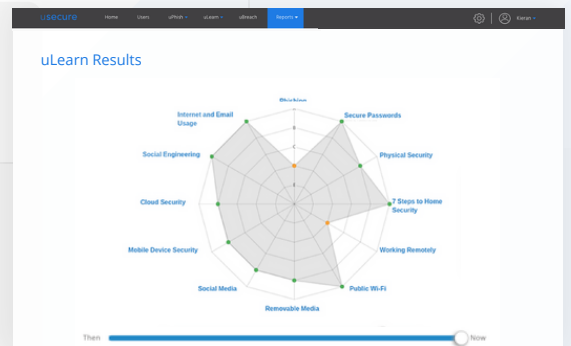 usecure Home Users uPhish uLearn uBreach Reports Kieran
uLearn Results
Phishing
Internet and Email
Usage
Secure Passwords
B
Social Engineering
C
Physical Security
Cloud Security
7 Steps to Home
Security
Mobile Device Security
Working Remotely
Social Media
Public Wi-Fi
Removable Media
Then
Now